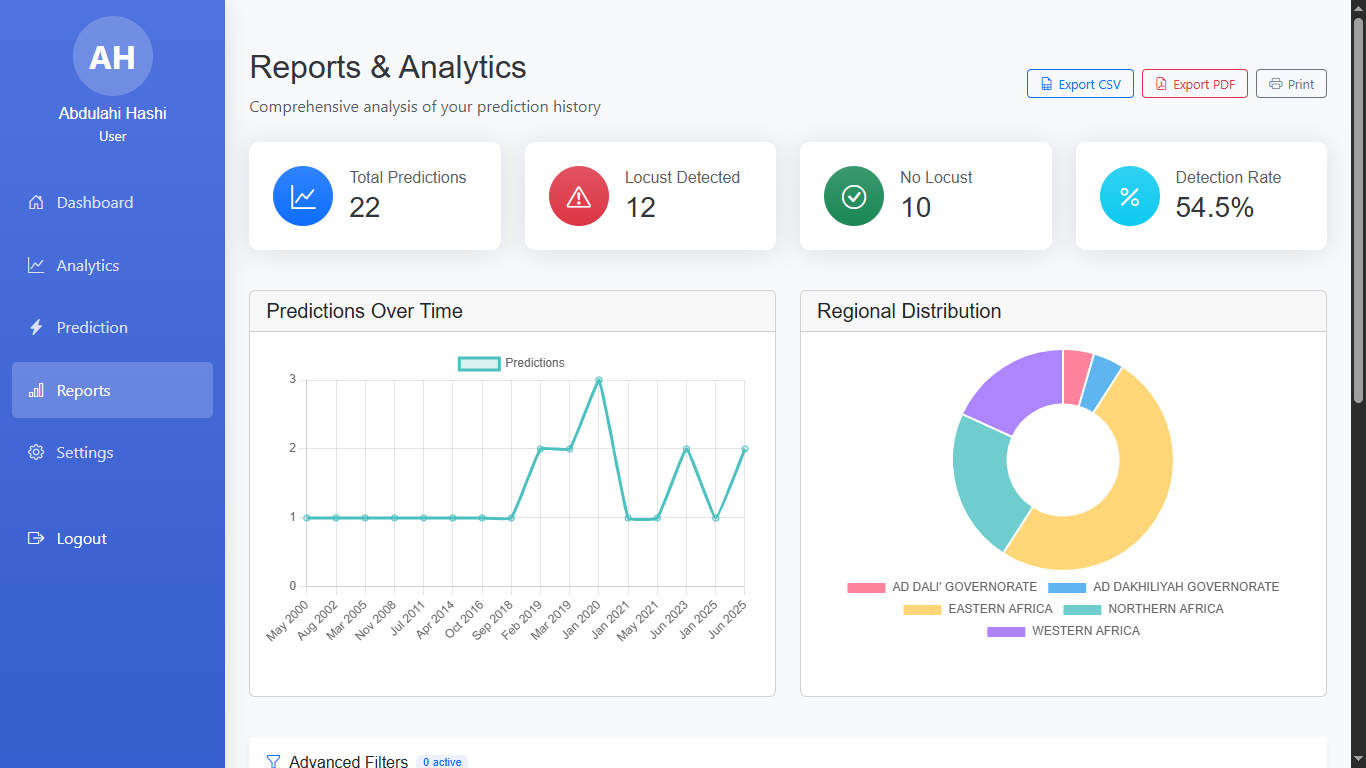 AH
Abdulahi Hashi
User
Dashboard
Analytics
Prediction
Reports
Settings
Logout
Reports & Analytics
Comprehensive analysis of your prediction history
Export CSV
Export PDF
Print
Total Predictions
22
Locust Detected
12
No Locust
10
Detection Rate
54.5%
Predictions Over Time
Predictions
3
2
1
0
May 2000
Aug 2002
Mar 2005
Nov 2008
Jul 2011
Apr 2014
Oct 2016
Sep 2018
Feb 2019
Mar 2019
Jan 2020
Jan 2021
May 2021
Jun 2023
Jan 2025
Jun 2025
Regional Distribution
AD DALI' GOVERNORATE AD DAKHILIYAH GOVERNORATE
EASTERN AFRICA NORTHERN AFRICA
WESTERN AFRICA
Advanced Filters 0 active